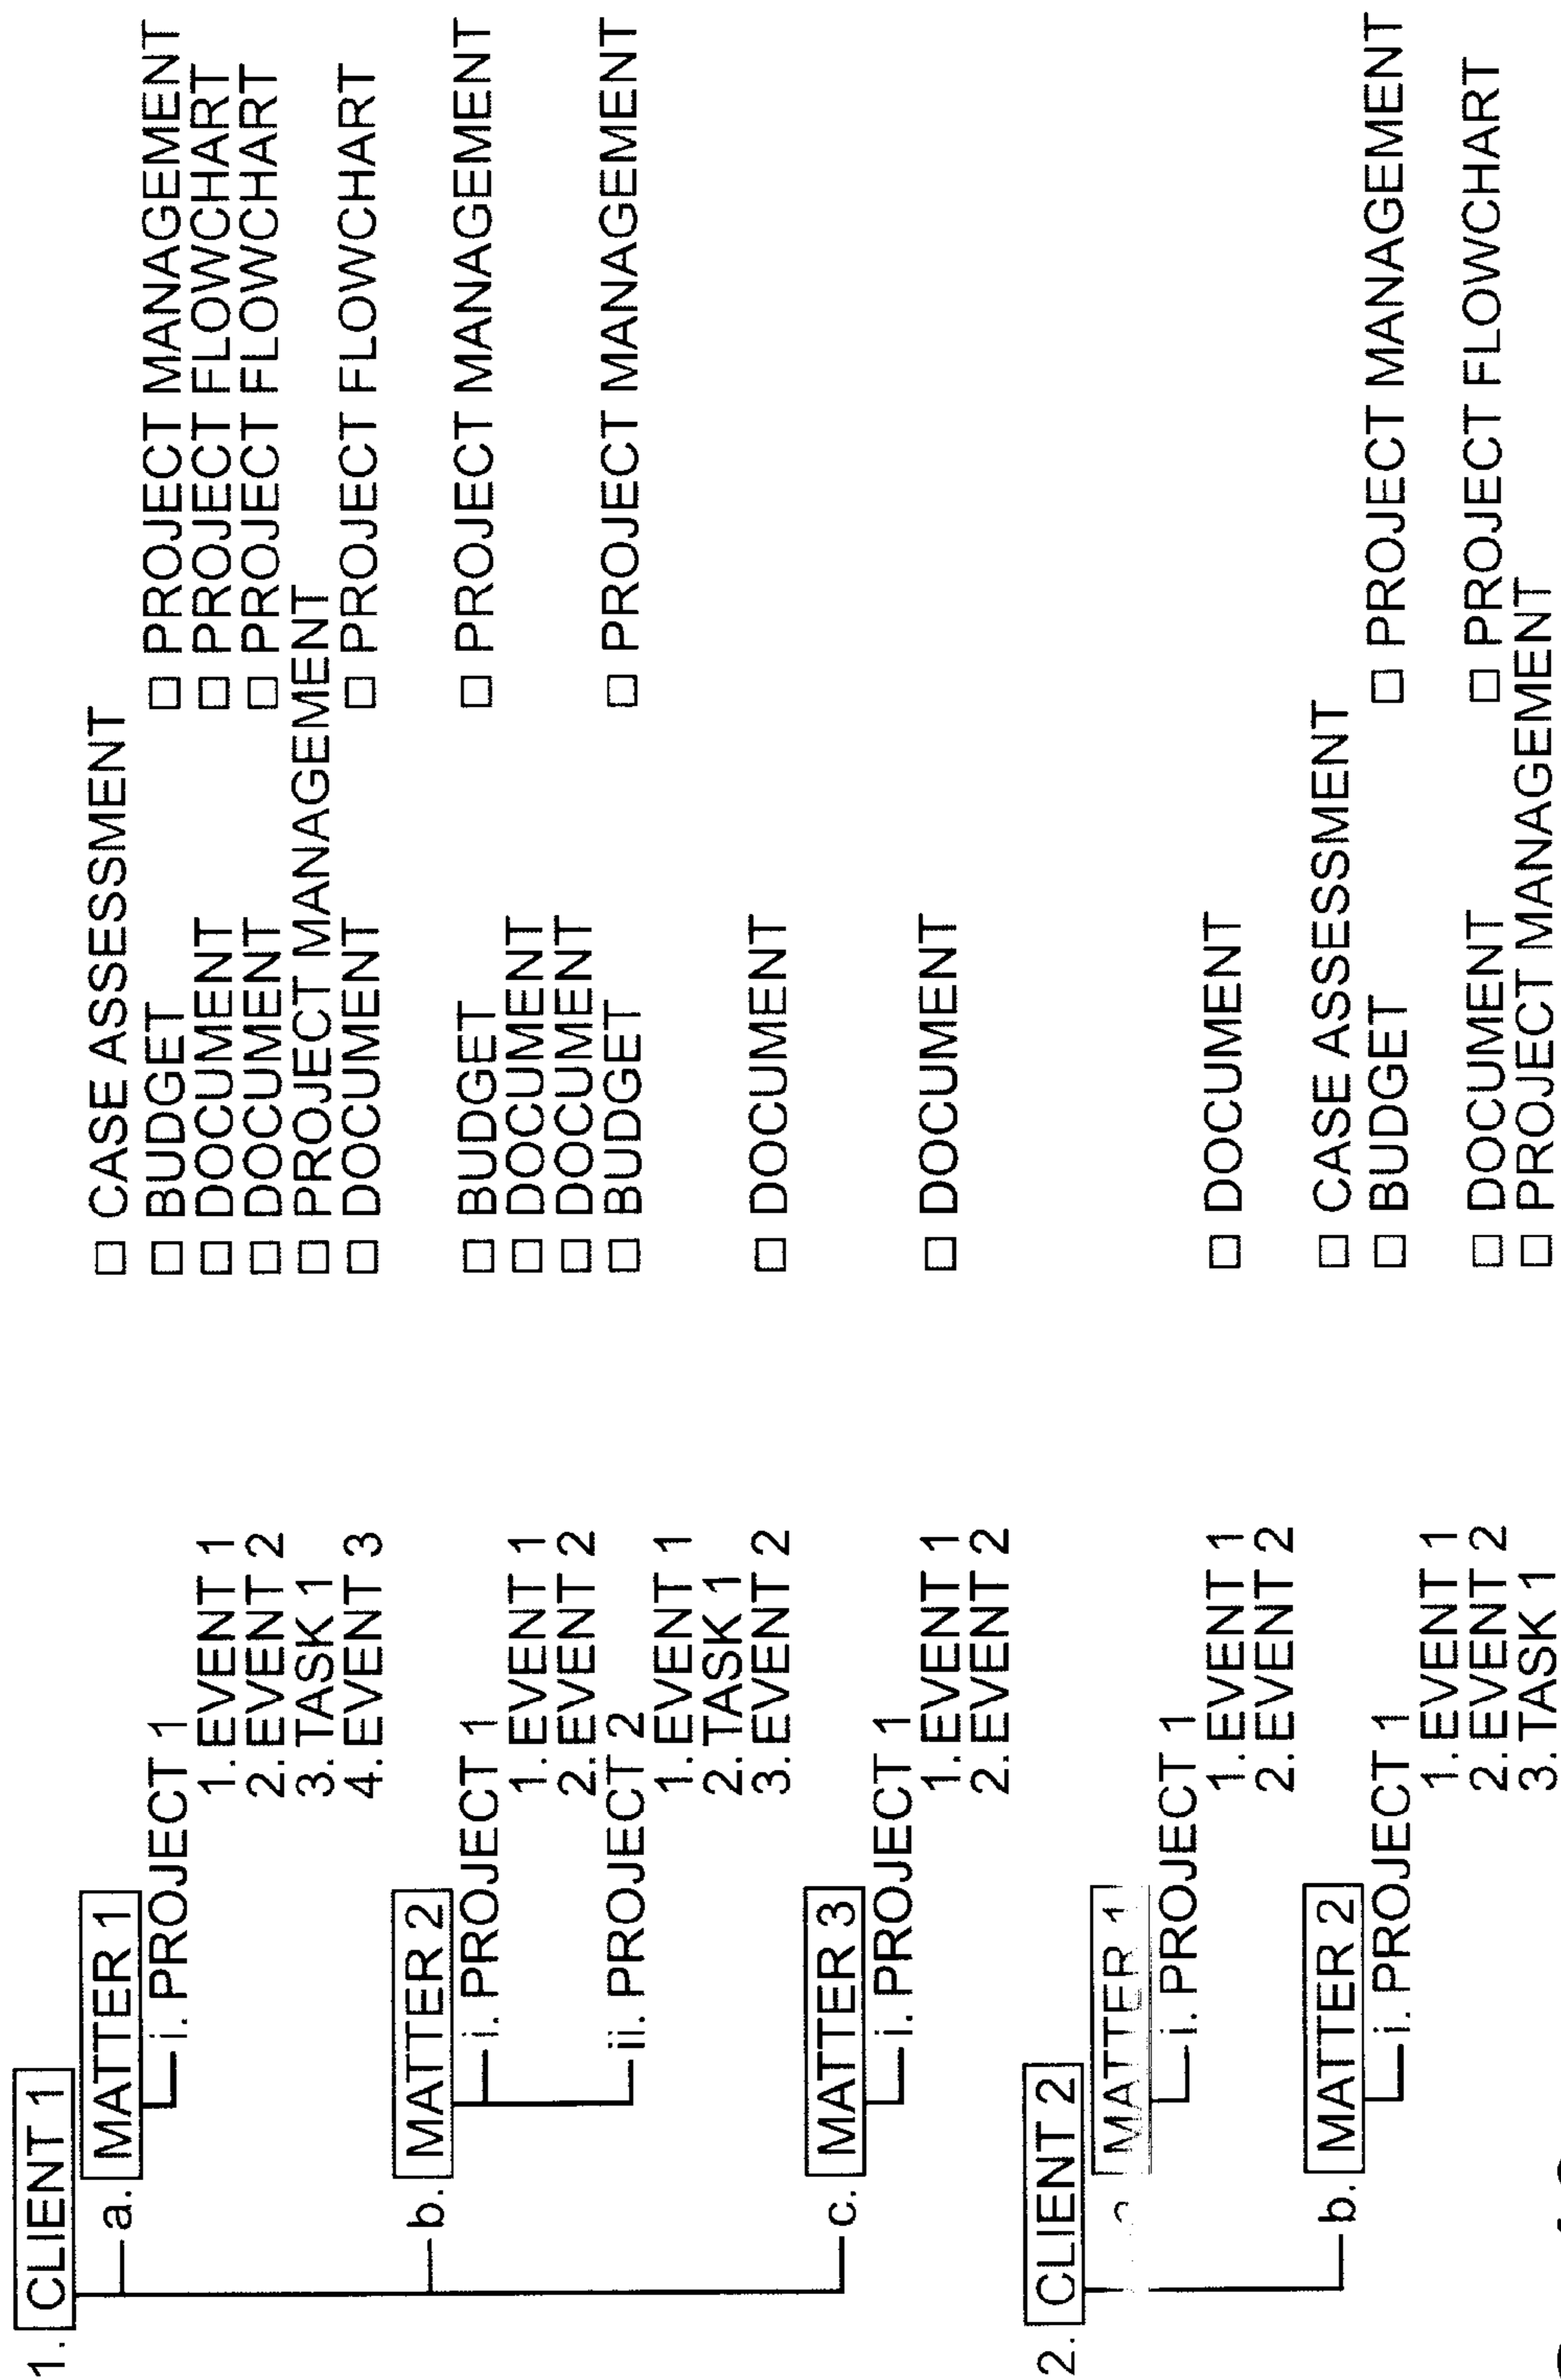 1. CLIENT 1
a. MATTER 1 □ CASE ASSESSMENT
i. PROJECT 1 □ BUDGET □ PROJECT MANAGEMENT
1. EVENT 1 □ DOCUMENT □ PROJECT FLOWCHART
2. EVENT 2 □ DOCUMENT □ PROJECT FLOWCHART
3. TASK 1 □ PROJECT MANAGEMENT
4. EVENT 3 □ DOCUMENT □ PROJECT FLOWCHART
b. MATTER 2
i. PROJECT 1 □ BUDGET □ PROJECT MANAGEMENT
1. EVENT 1 □ DOCUMENT
2. EVENT 2 □ DOCUMENT
ii. PROJECT 2 □ BUDGET □ PROJECT MANAGEMENT
1. EVENT 1
2. TASK 1
3. EVENT 2 □ DOCUMENT
c. MATTER 3
i. PROJECT 1
1. EVENT 1 □ DOCUMENT
2. EVENT 2
2. CLIENT 2
MATTER 1
i. PROJECT 1
1. EVENT 1 □ DOCUMENT
2. EVENT 2
b. MATTER 2 □ CASE ASSESSMENT
i. PROJECT 1 □ BUDGET □ PROJECT MANAGEMENT
1. EVENT 1
2. EVENT 2 □ DOCUMENT □ PROJECT FLOWCHART
3. TASK 1 □ PROJECT MANAGEMENT